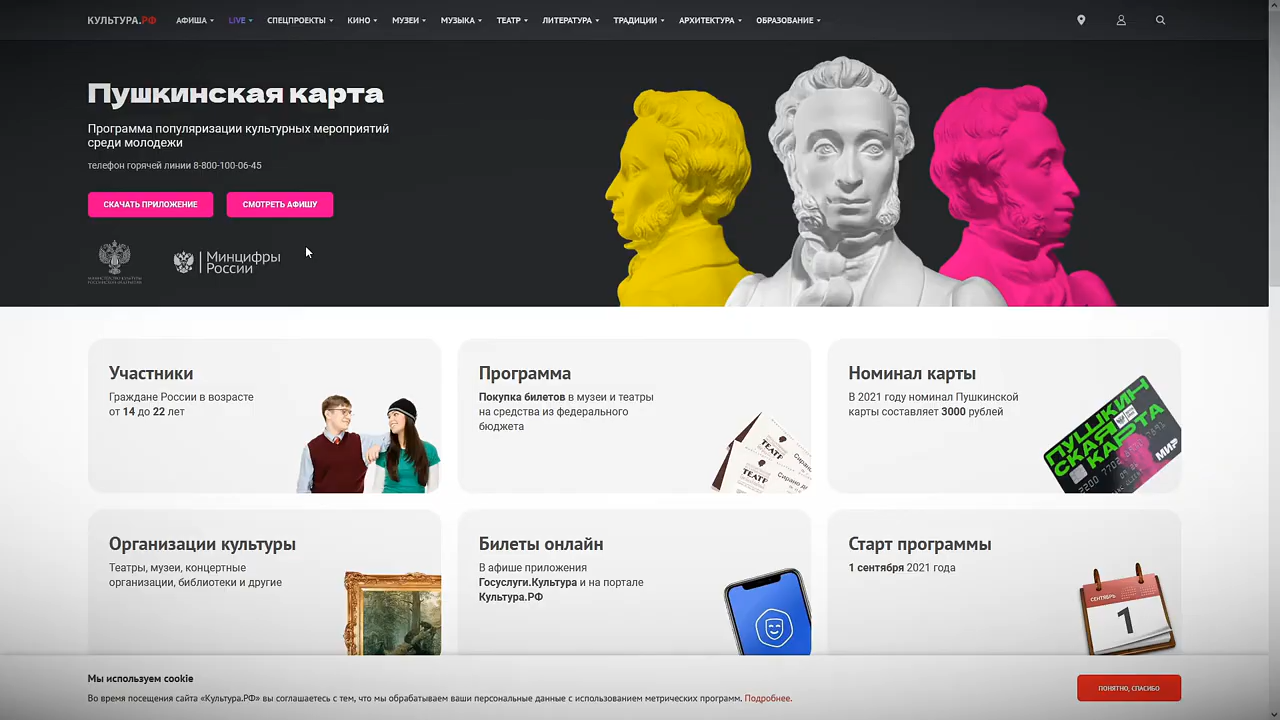 КУЛЬТУРА.РФ АФИША LIVE СПЕЦПРОЕКТЫ КИНО МУЗЕИ МУЗЫКА ТЕАТР ЛИТЕРАТУРА ТРАДИЦИИ АРХИТЕКТУРА ОБРАЗОВАНИЕ
Пушкинская карта
Программа популяризации культурных мероприятий
среди молодежи
телефон горячей линии 8-800-100-06-45
СКАЧАТЬ ПРИЛОЖЕНИЕ СМОТРЕТЬ АФИШУ
Минцифры
России
Участники
Граждане России в возрасте
от 14 до 22 лет
Программа
Покупка билетов в музеи и театры
на средства из федерального
бюджета
ТЕАТР
ТЕАТР
Номинал карты
В 2021 году номинал Пушкинской
карты составляет 3000 рублей
ПУШКИН
СКАЯ
КАРТА
МИР
Организации культуры
Театры, музеи, концертные
организации, библиотеки и другие
Билеты онлайн
В афише приложения
Госуслуги.Культура и на портале
Культура.РФ
Старт программы
1 сентября 2021 года
СЕНТЯБРЬ
1
Мы используем cookie
Во время посещения сайта «Культура.РФ» вы соглашаетесь с тем, что мы обрабатываем ваши персональные данные с использованием метрических программ. Подробнее.
ПОНЯТНО, СПАСИБО